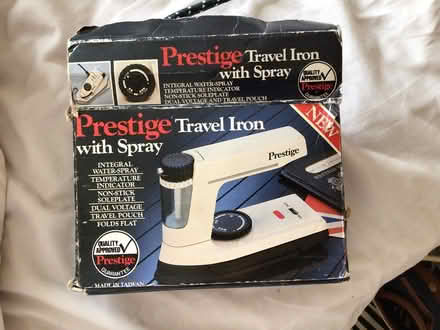 Prestige Travel Iron
with Spray
INTEGRAL WATER-SPRAY
TEMPERATURE INDICATOR
NON-STICK SOLEPLATE
DUAL VOLTAGE AND TRAVEL POUCH
QUALITY
APPROVED
Prestige
GUARANTEE
Prestige Travel Iron
with Spray
NEW
INTEGRAL
WATER-SPRAY
TEMPERATURE
INDICATOR
NON-STICK
SOLEPLATE
DUAL VOLTAGE
TRAVEL POUCH
FOLDS FLAT
Prestige
QUALITY
APPROVED
Prestige
GUARANTEE
MADE IN TAIWAN